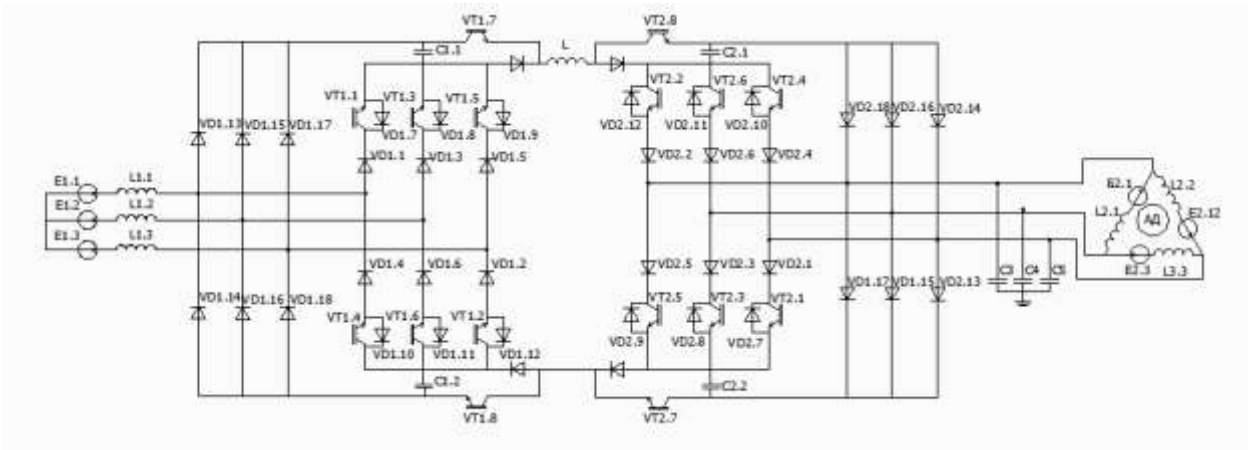 VT1.7
VT2.8
C1.1
L
C2.1
VT1.1
VT1.3
VT1.5
VT2.2
VT2.6
VT2.4
VD1.13
VD1.15
VD1.17
VD1.7
VD1.8
VD1.9
VD2.12
VD2.11
VD2.10
VD2.18
VD2.16
VD2.14
VD1.1
VD1.3
VD1.5
VD2.2
VD2.6
VD2.4
E1.1
L1.1
E1.2
L1.2
E1.3
L1.3
E2.1
L2.2
L2.1
АД
E2.12
E2.3
L3.3
VD1.4
VD1.6
VD1.2
VD2.5
VD2.3
VD2.1
C3
C4
C5
VD1.14
VD1.16
VD1.18
VT1.4
VT1.6
VT1.2
VT2.5
VT2.3
VT2.1
VD1.17
VD1.15
VD2.13
VD1.10
VD1.11
VD1.12
VD2.9
VD2.8
VD2.7
C1.2
C2.2
VT1.8
VT2.7